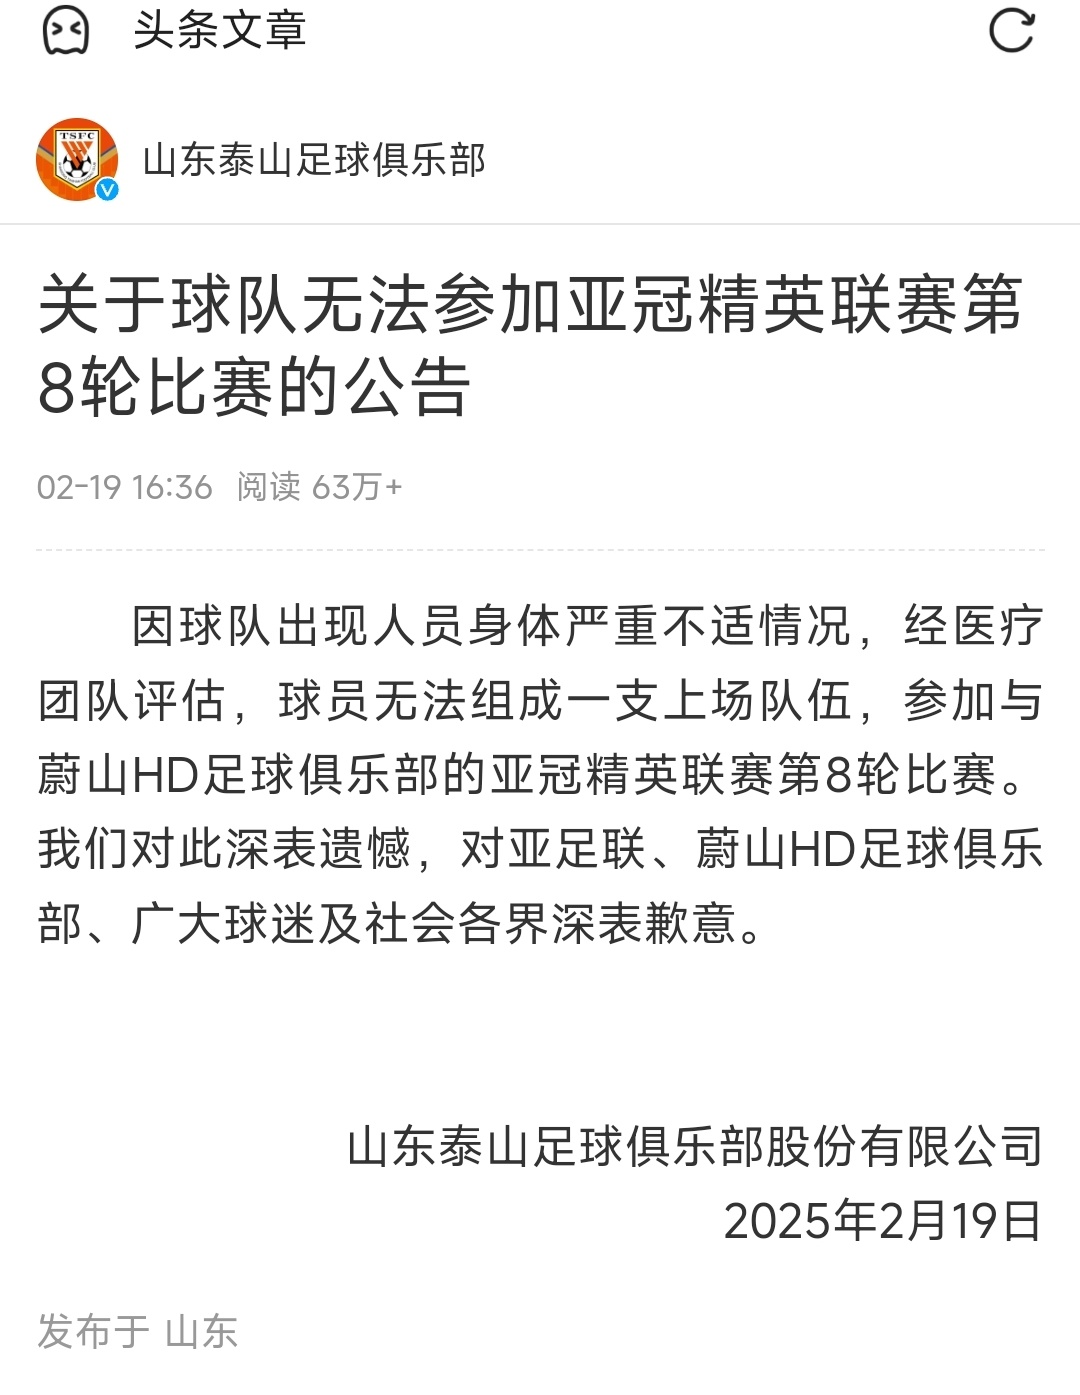 头条文章
TSFC
山东泰山足球俱乐部
关于球队无法参加亚冠精英联赛第
8轮比赛的公告
02-19 16:36 阅读 63万+
因球队出现人员身体严重不适情况，经医疗
团队评估，球员无法组成一支上场队伍，参加与
蔚山HD足球俱乐部的亚冠精英联赛第8轮比赛。
我们对此深表遗憾，对亚足联、蔚山HD足球俱乐
部、广大球迷及社会各界深表歉意。
山东泰山足球俱乐部股份有限公司
2025年2月19日
发布于 山东